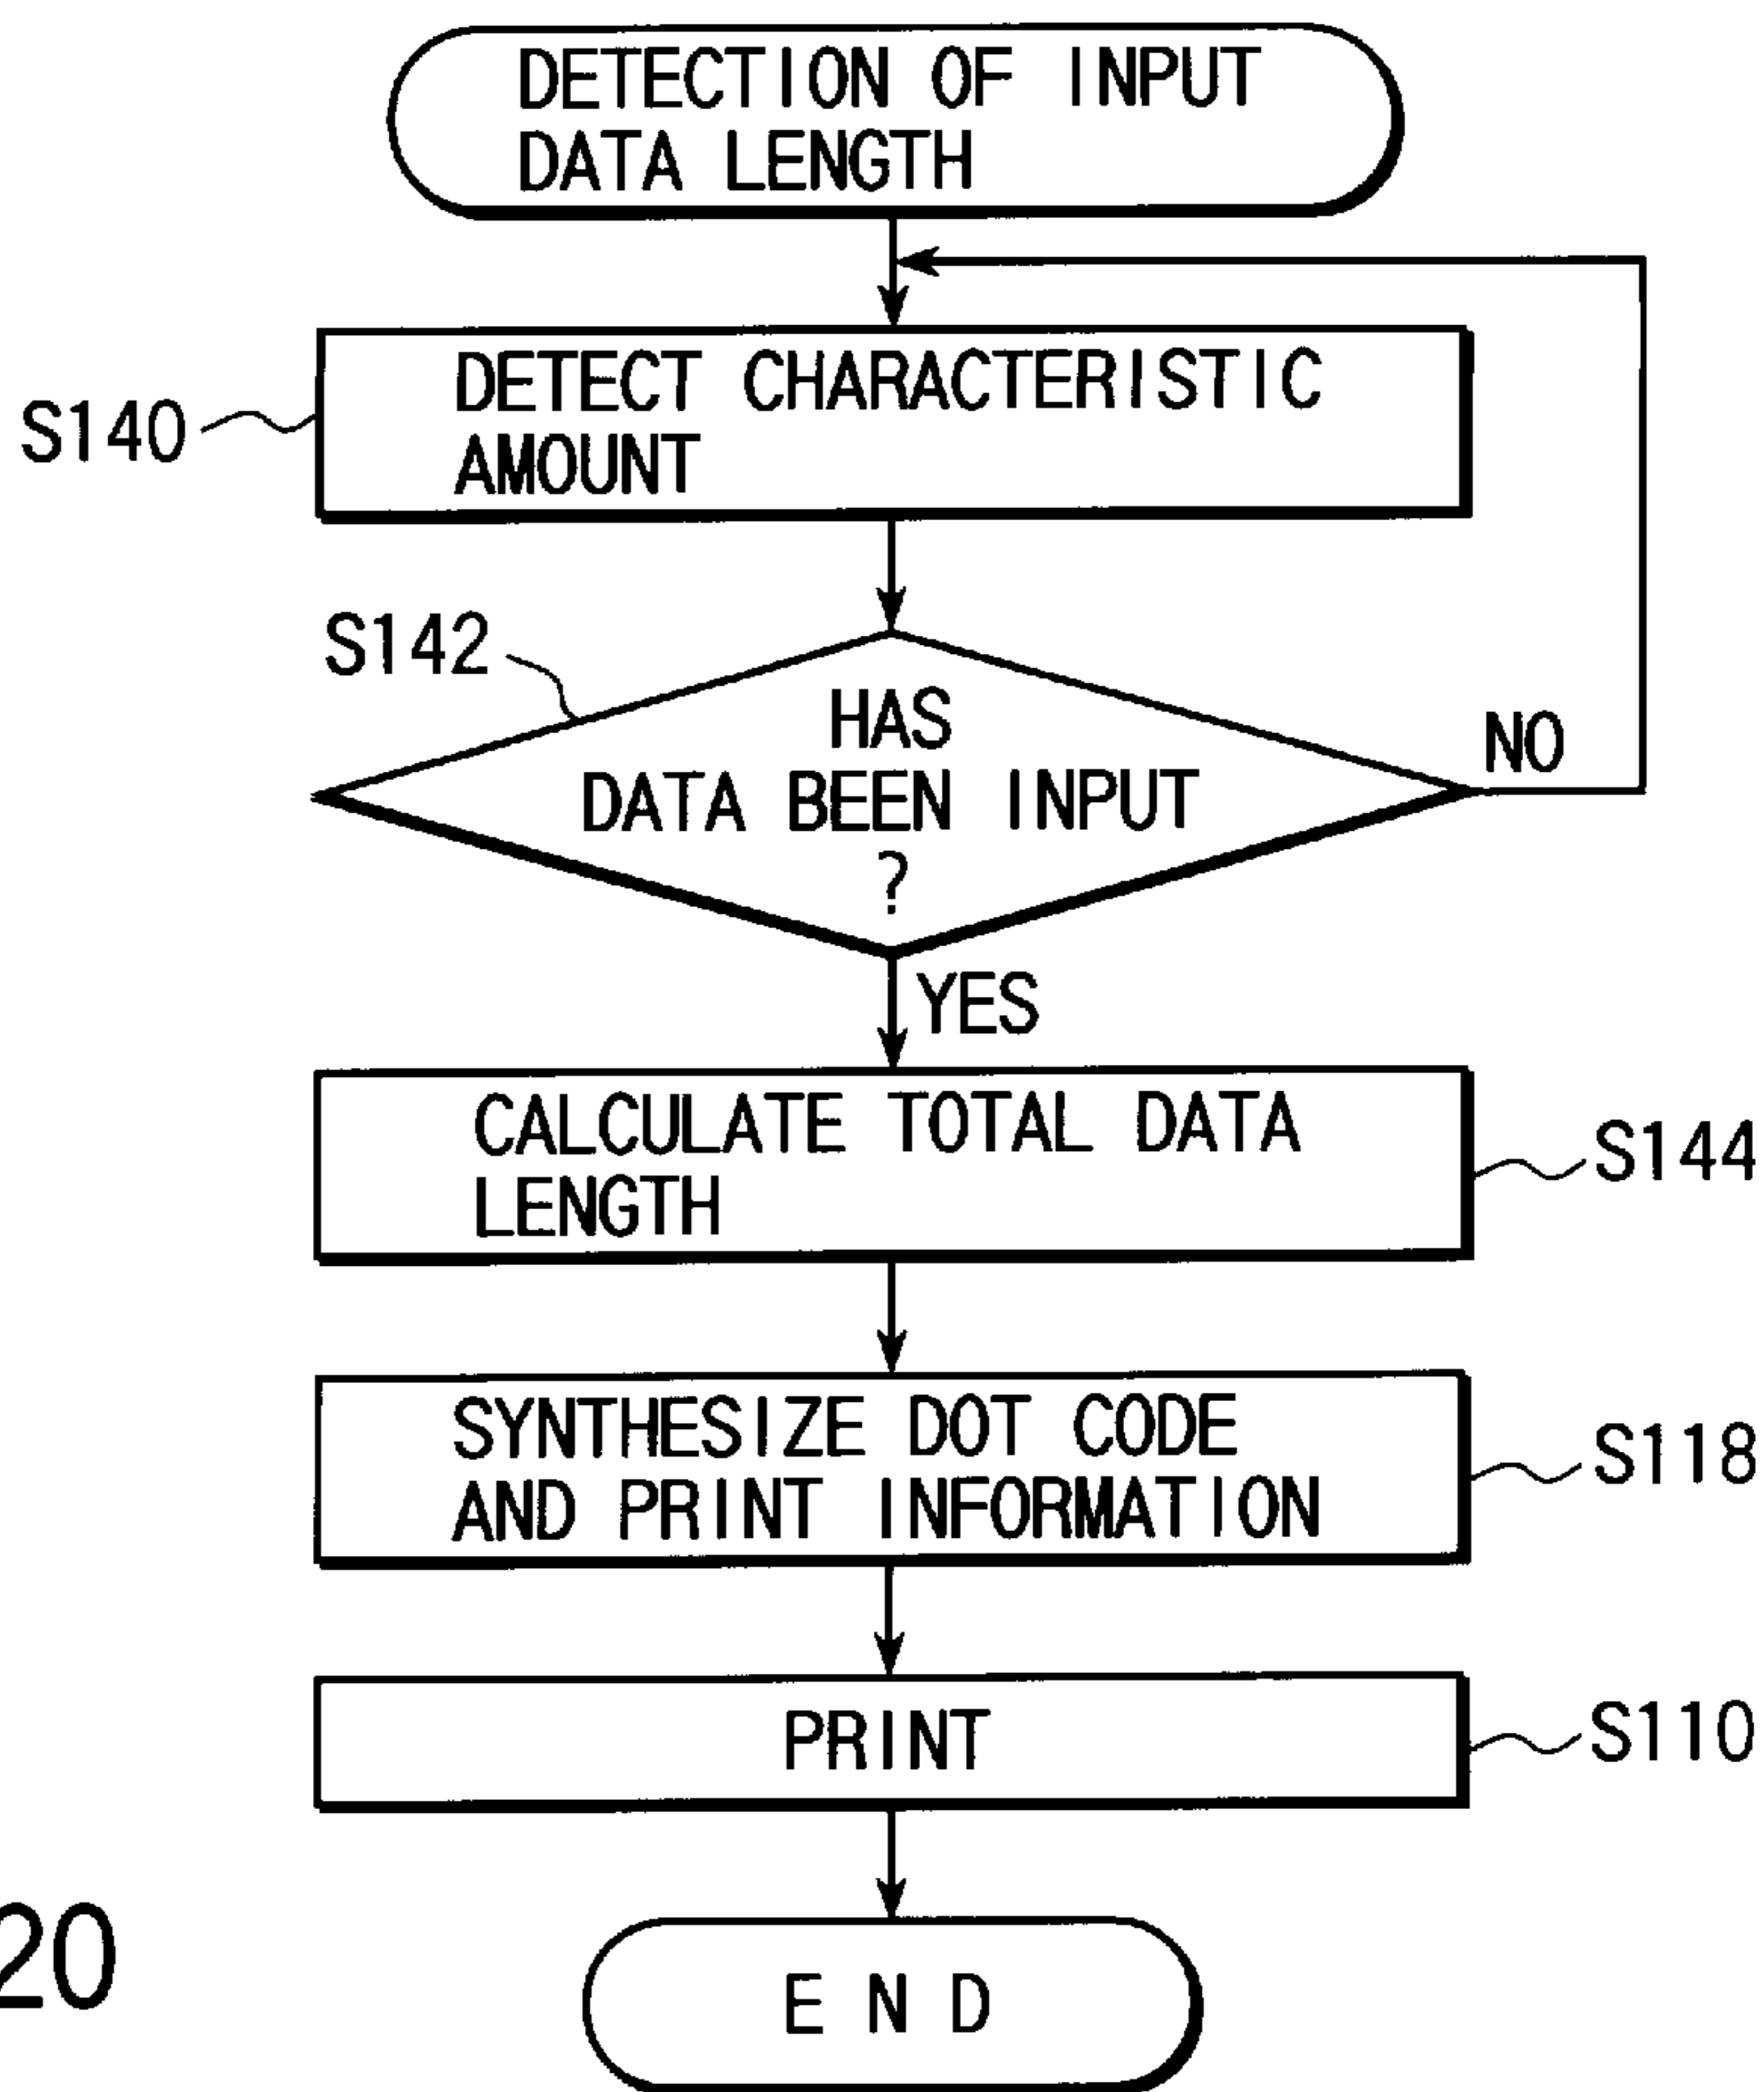 DETECTION OF INPUT
DATA LENGTH
S140
DETECT CHARACTERISTIC
AMOUNT
S142
HAS
DATA BEEN INPUT
?
NO
YES
CALCULATE TOTAL DATA
LENGTH
S144
SYNTHESIZE DOT CODE
AND PRINT INFORMATION
S118
PRINT
S110
20
END